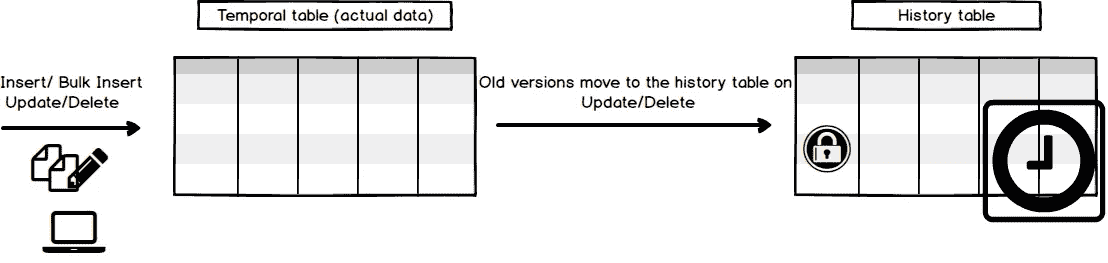 Temporal table (actual data)
History table
Insert/ Bulk Insert
Update/Delete
Old versions move to the history table on
Update/Delete